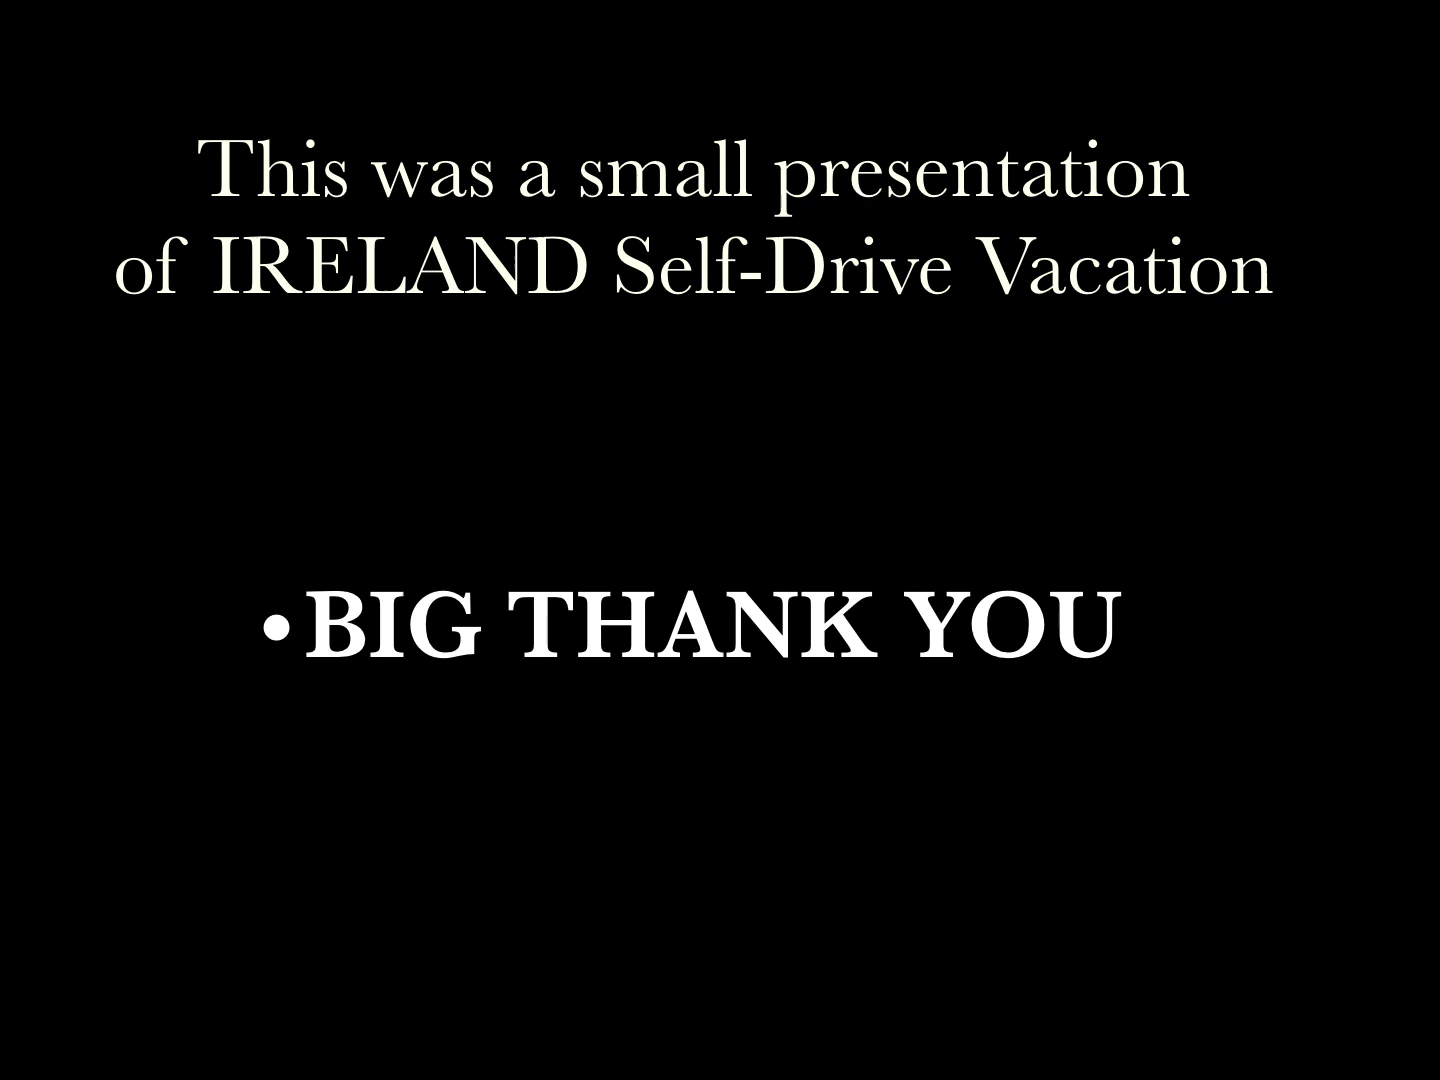 This was a small presentation
of IRELAND Self-Drive Vacation
•BIG THANK YOU